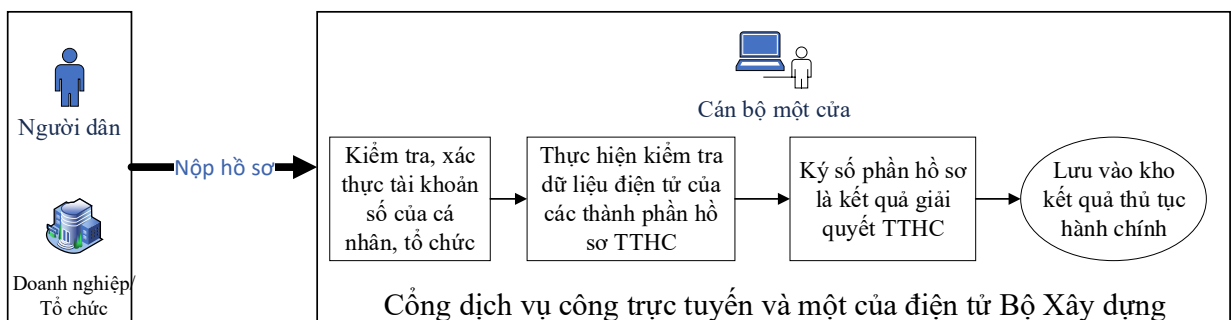 Người dân
Doanh nghiệp/
Tổ chức
Nộp hồ sơ
Cán bộ một cửa
Kiểm tra, xác
thực tài khoản
số của cá
nhân, tổ chức
Thực hiện kiểm tra
dữ liệu điện tử của
các thành phần hồ
sơ TTHC
Ký số phần hồ sơ
là kết quả giải
quyết TTHC
Lưu vào kho
kết quả thủ tục
hành chính
Cổng dịch vụ công trực tuyến và một của điện tử Bộ Xây dựng